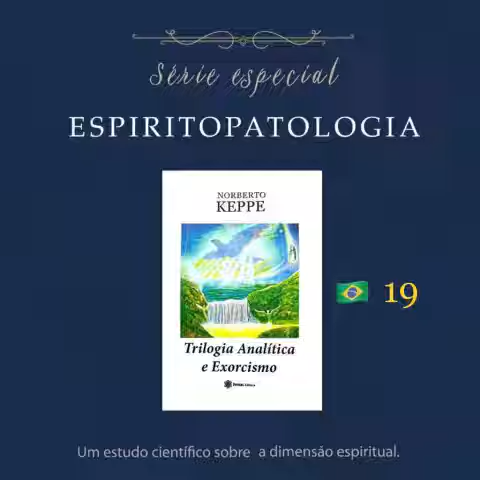 Série especial
ESPIRITOPATOLOGIA
NORBERTO
KEPPE
19
Trilogia Analítica
e Exorcismo
Um estudo científico sobre a dimensão espiritual.